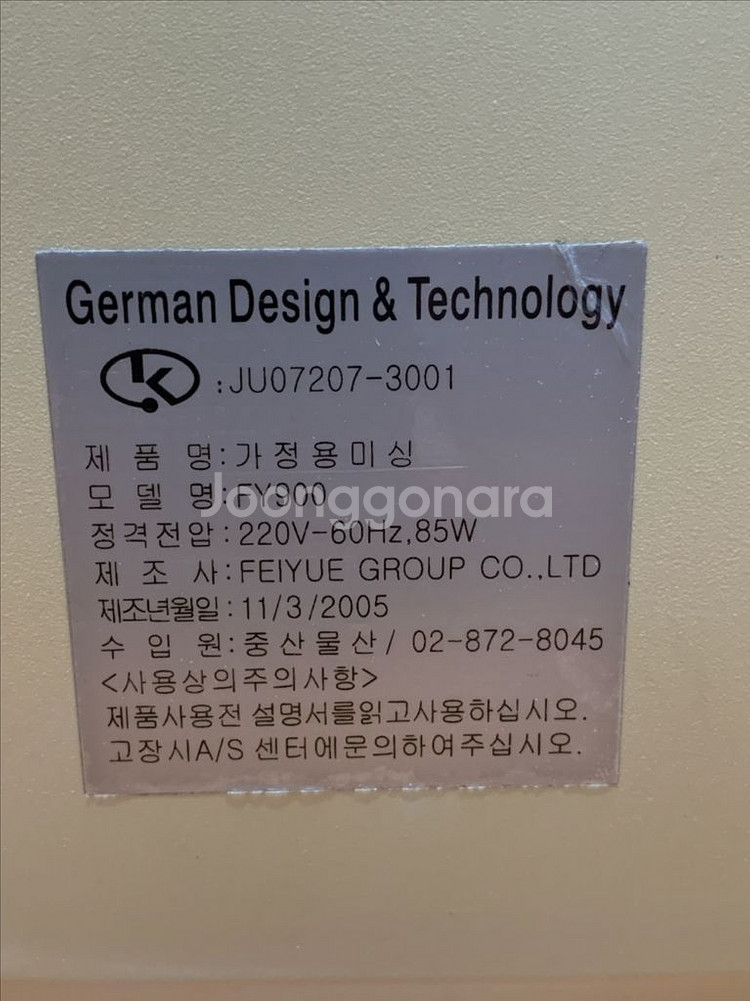 German Design & Technology
:JU07207-3001
제 품 명:가정용미싱
모 델 명:FY900
Joonggonara
정격전압:220V-60Hz,85W
제 조 사:FEIYUE GROUP CO.,LTD
제조년월일:11/3/2005
수 입 원:중산물산/ 02-872-8045
<사용상의주의사항>
제품사용전 설명서를읽고사용하십시오.
고장시A/S 센터에문의하여주십시오.